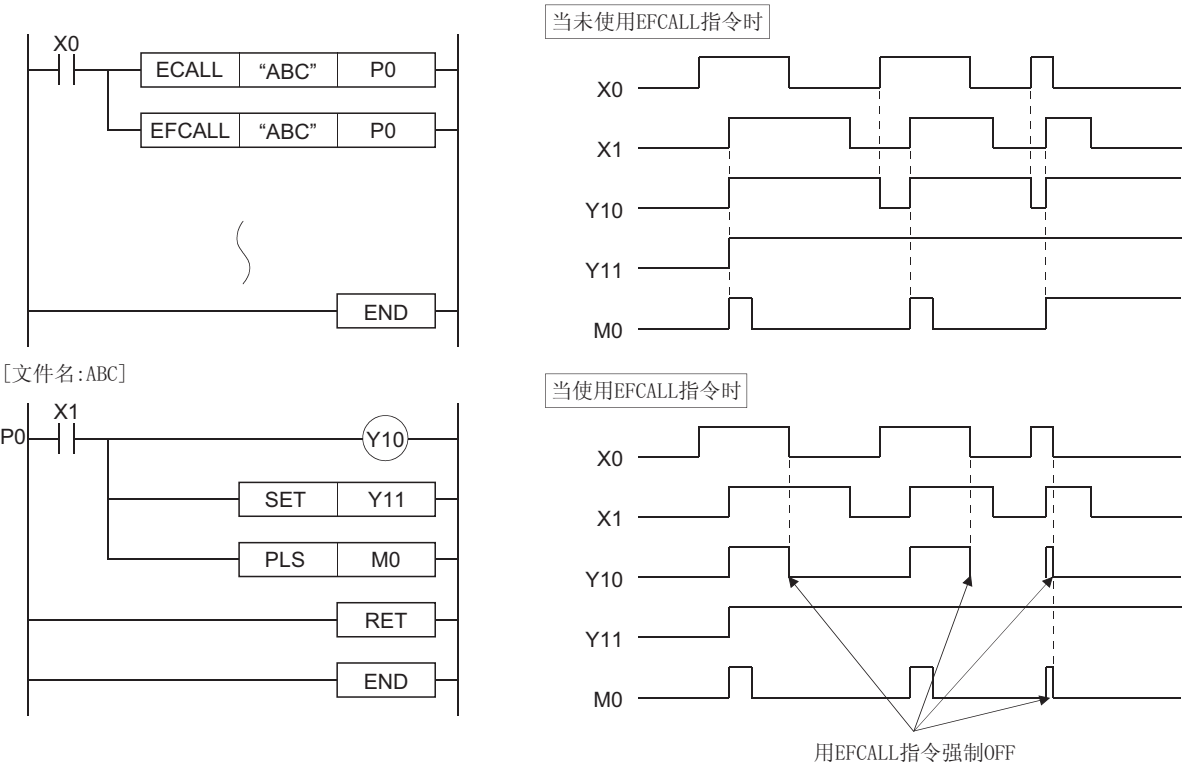 X0
ECALL "ABC" P0
EFCALL "ABC" P0
END
[文件名:ABC]
X1
P0
Y10
SET Y11
PLS M0
RET
END
当未使用EFCALL指令时
X0
X1
Y10
Y11
M0
当使用EFCALL指令时
X0
X1
Y10
Y11
M0
用EFCALL指令强制OFF